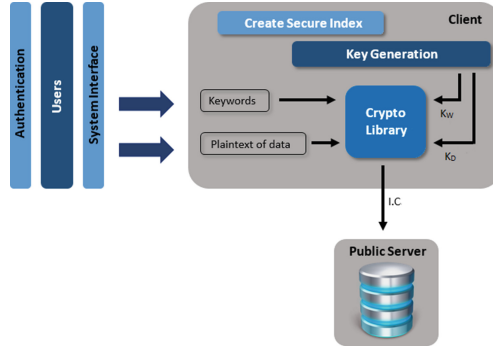 Authentication
Users
System Interface
Create Secure Index
Client
Key Generation
Keywords
Plaintext of data
Crypto
Library
KW
KD
I.C
Public Server